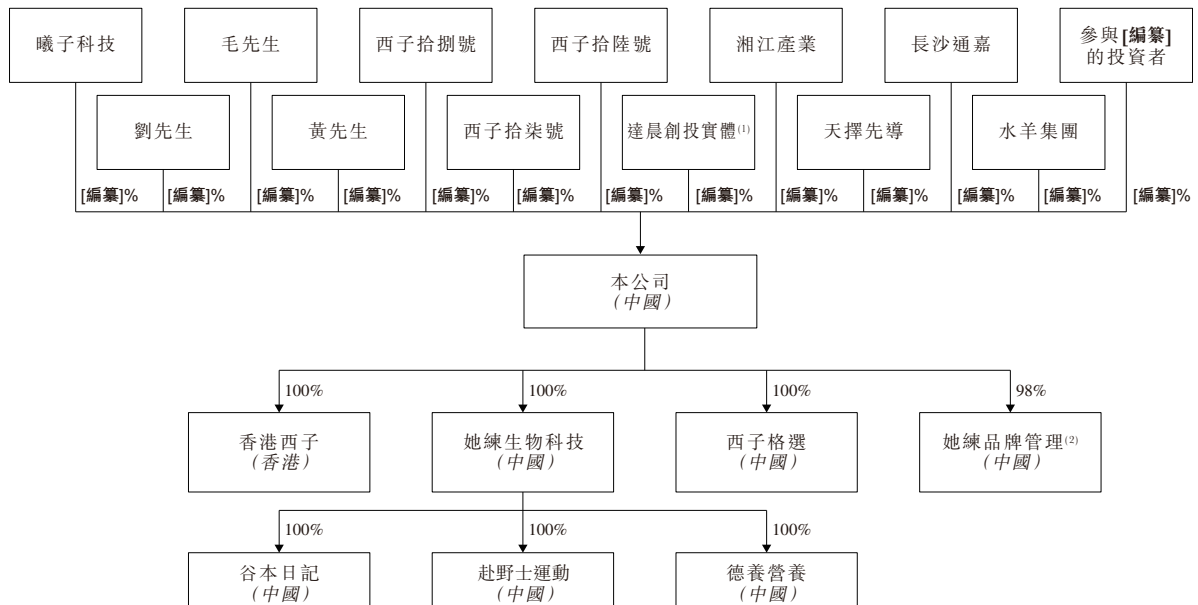 曦子科技
毛先生
西子拾捌號
西子拾陸號
湘江產業
長沙通嘉
參與[編纂]
的投資者
劉先生
黃先生
西子拾柒號
達晨創投實體(1)
天擇先導
水羊集團
[編纂]%
[編纂]%
[編纂]%
[編纂]%
[編纂]%
[編纂]%
[編纂]%
[編纂]%
[編纂]%
[編纂]%
[編纂]%
[編纂]%
[編纂]%
本公司
(中國)
100%
100%
100%
98%
香港西子
(香港)
她練生物科技
(中國)
西子格選
(中國)
她練品牌管理(2)
(中國)
100%
100%
100%
谷本日記
(中國)
赴野士運動
(中國)
德養營養
(中國)